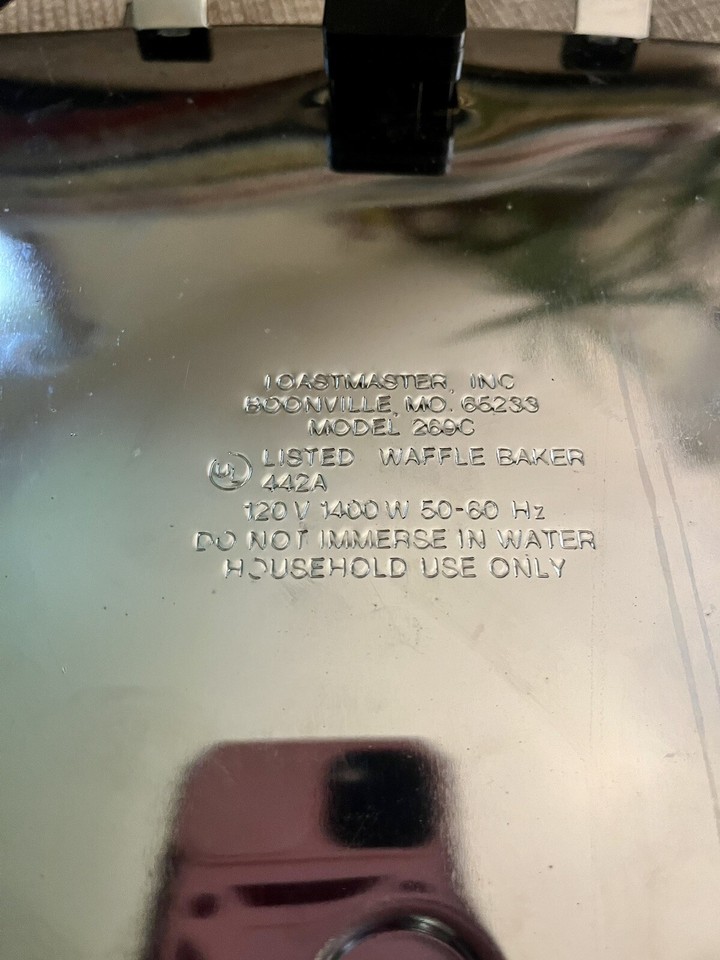 TOASTMASTER, INC
BOONVILLE, MO. 65233
MODEL 269C
UL LISTED WAFFLE BAKER
442A
120 V 1400 W 50-60 Hz
DO NOT IMMERSE IN WATER
HOUSEHOLD USE ONLY